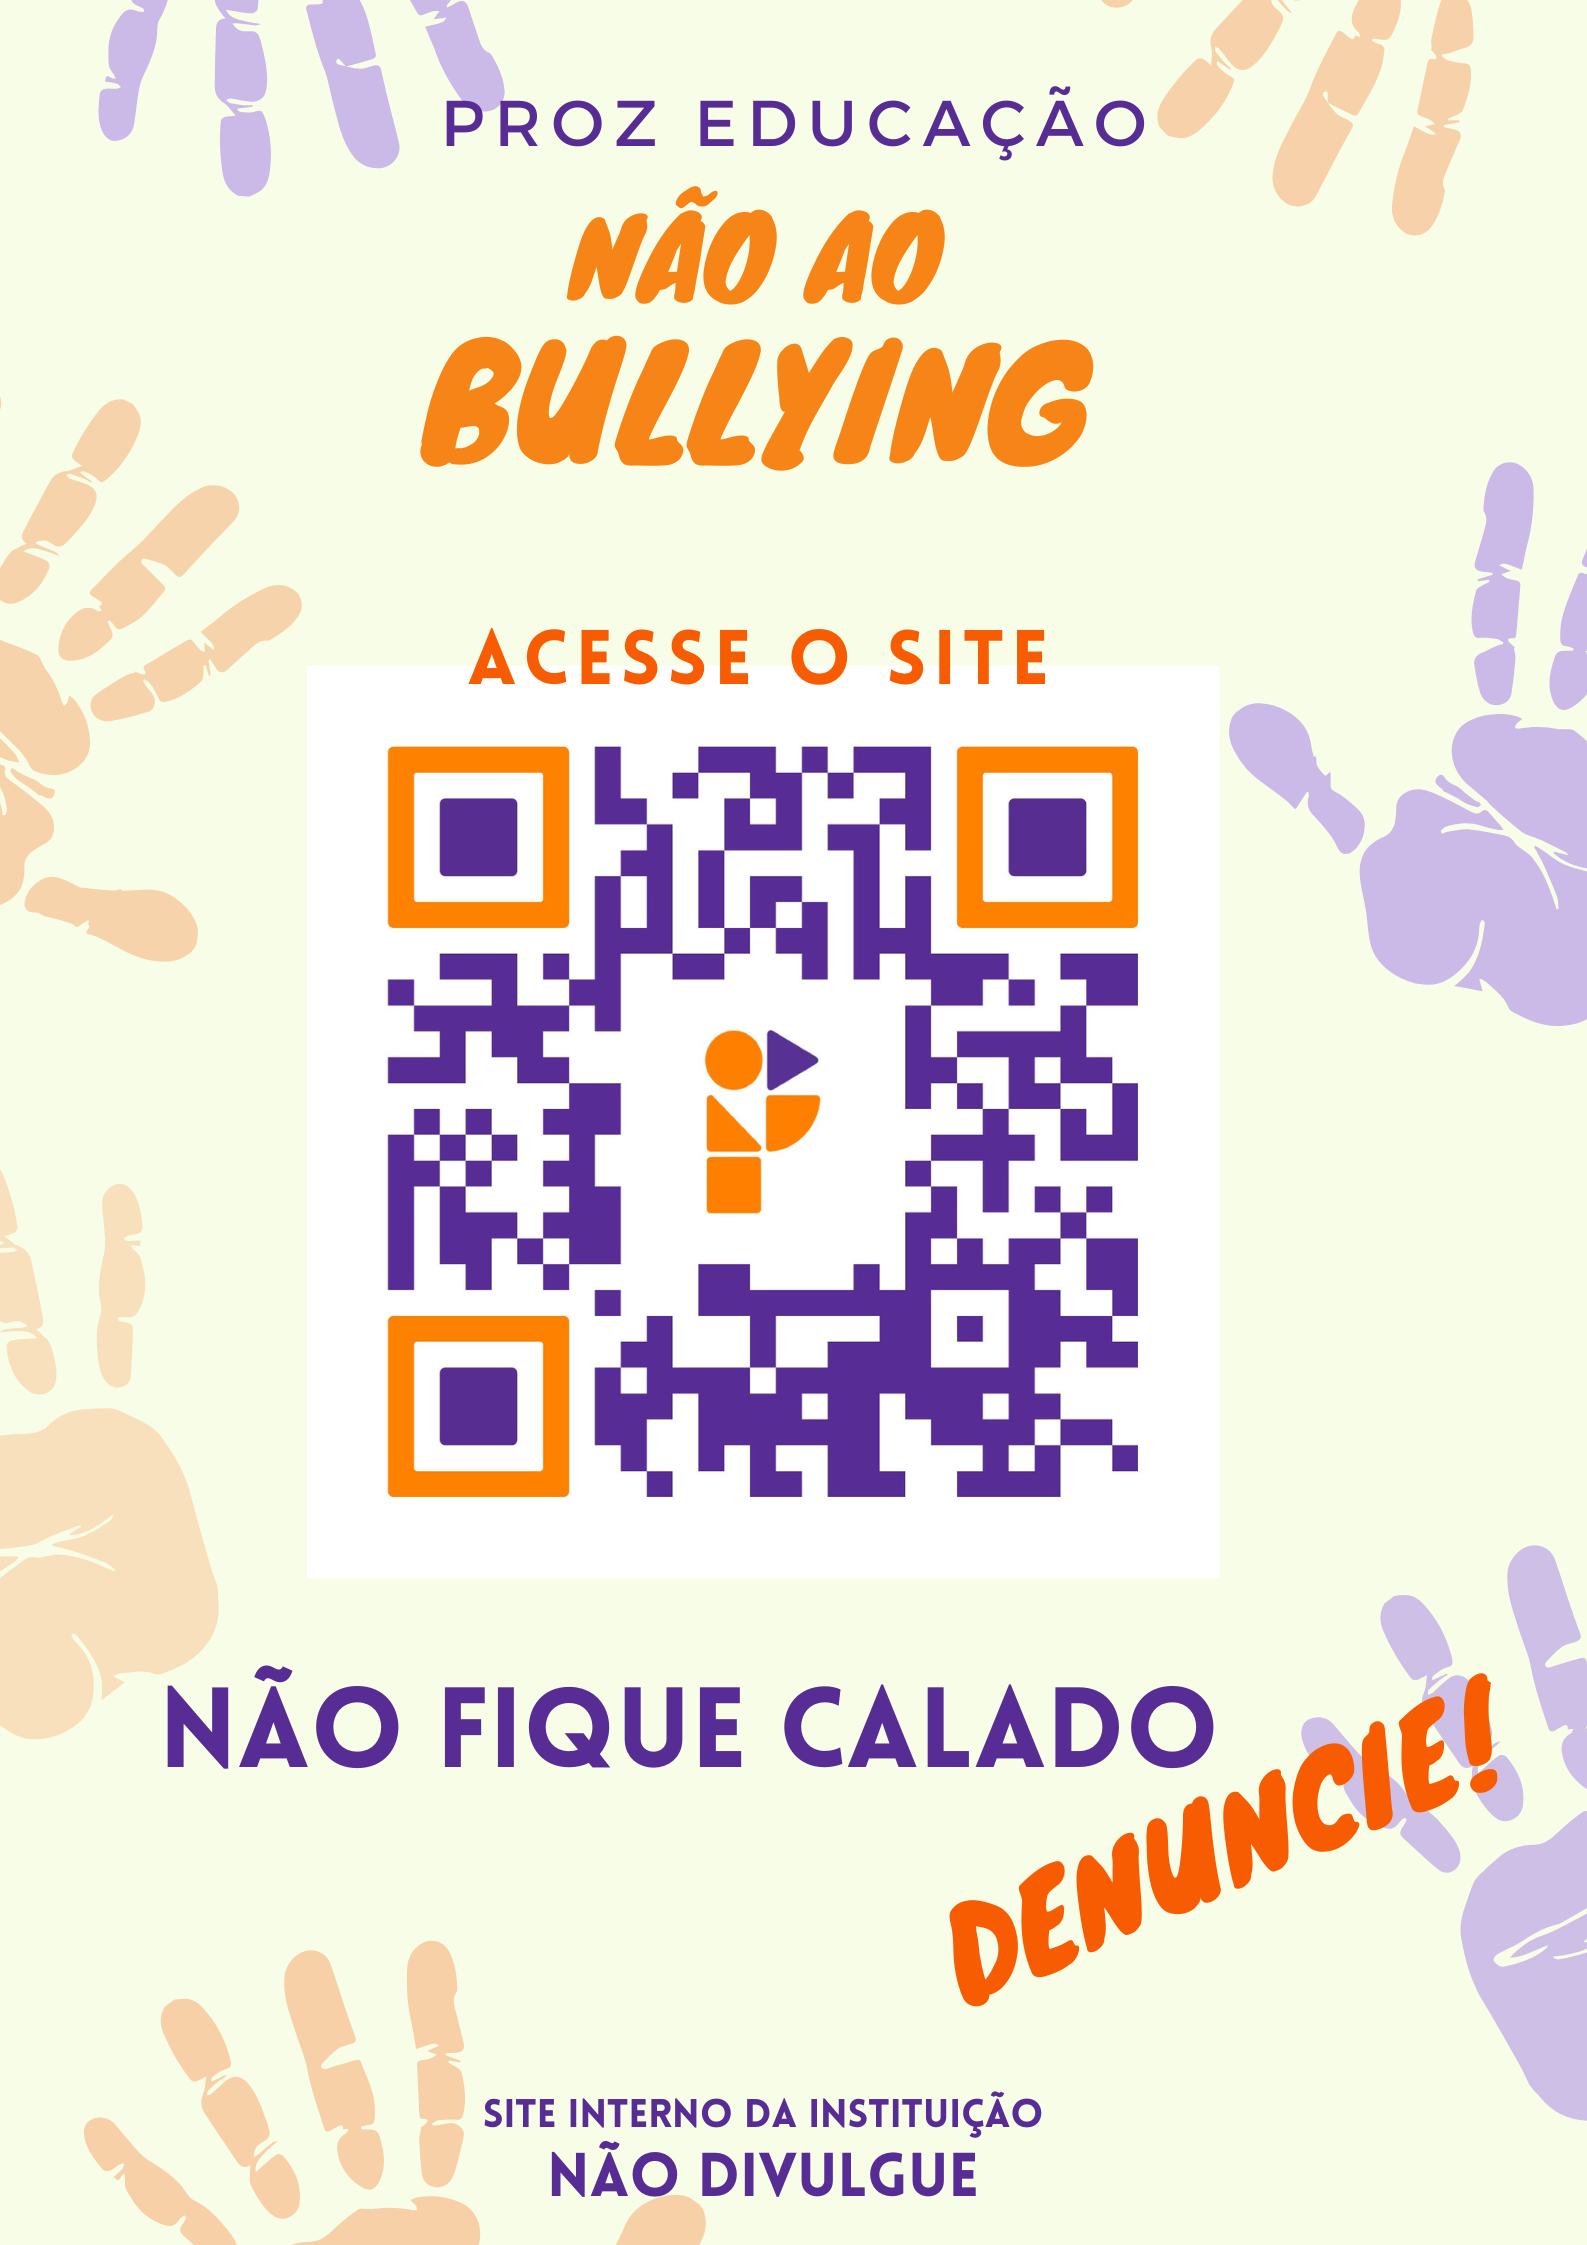 PROZ EDUCAÇÃO
NÃO AO
BULLYING
ACESSE O SITE
NÃO FIQUE CALADO
DENUNCIE!
SITE INTERNO DA INSTITUIÇÃO
NÃO DIVULGUE